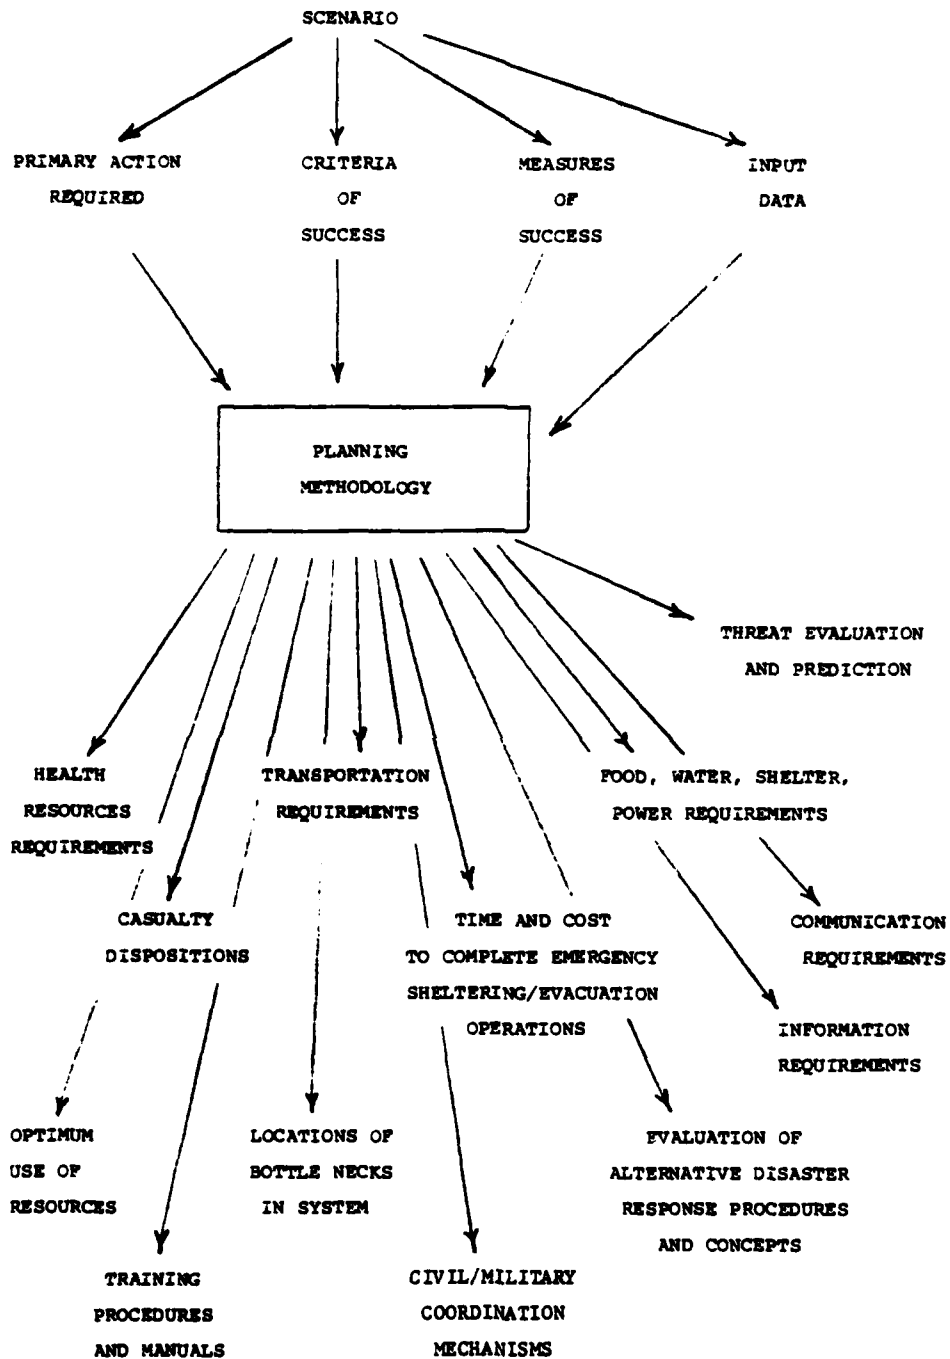 SCENARIO
PRIMARY ACTION
REQUIRED
CRITERIA
OF
SUCCESS
MEASURES
OF
SUCCESS
INPUT
DATA
PLANNING
METHODOLOGY
THREAT EVALUATION
AND PREDICTION
HEALTH
RESOURCES
REQUIREMENTS
TRANSPORTATION
REQUIREMENTS
FOOD, WATER, SHELTER,
POWER REQUIREMENTS
CASUALTY
DISPOSITIONS
TIME AND COST
TO COMPLETE EMERGENCY
SHELTERING/EVACUATION
OPERATIONS
COMMUNICATION
REQUIREMENTS
INFORMATION
REQUIREMENTS
OPTIMUM
USE OF
RESOURCES
LOCATIONS OF
BOTTLE NECKS
IN SYSTEM
EVALUATION OF
ALTERNATIVE DISASTER
RESPONSE PROCEDURES
AND CONCEPTS
TRAINING
PROCEDURES
AND MANUALS
CIVIL/MILITARY
COORDINATION
MECHANISMS